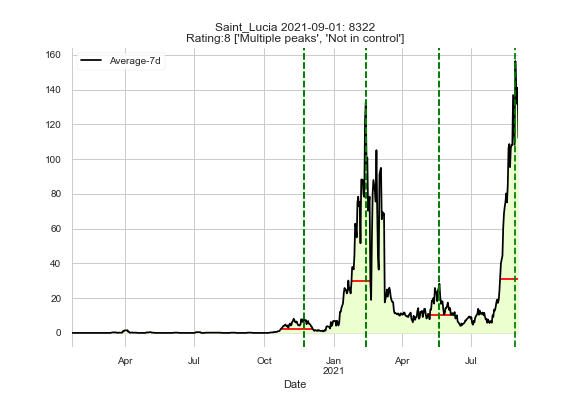 Saint_Lucia 2021-09-01: 8322
Rating:8 ['Multiple peaks', 'Not in control']
Average-7d
160
140
120
100
80
60
40
20
0
Apr Jul Oct Jan Apr Jul
2021
Date